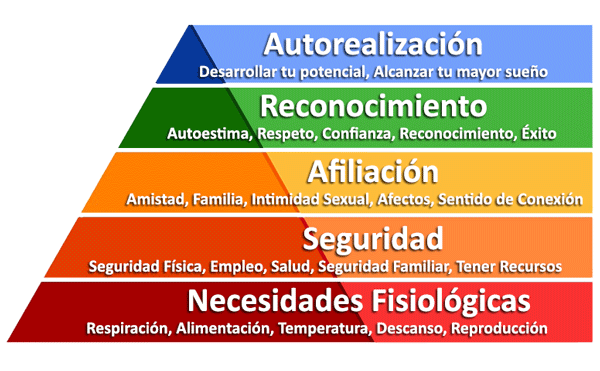 Autorealización
Desarrollar tu potencial, Alcanzar tu mayor sueño
Reconocimiento
Autoestima, Respeto, Confianza, Reconocimiento, Éxito
Afiliación
Amistad, Familia, Intimidad Sexual, Afectos, Sentido de Conexión
Seguridad
Seguridad Física, Empleo, Salud, Seguridad Familiar, Tener Recursos
Necesidades Fisiológicas
Respiración, Alimentación, Temperatura, Descanso, Reproducción